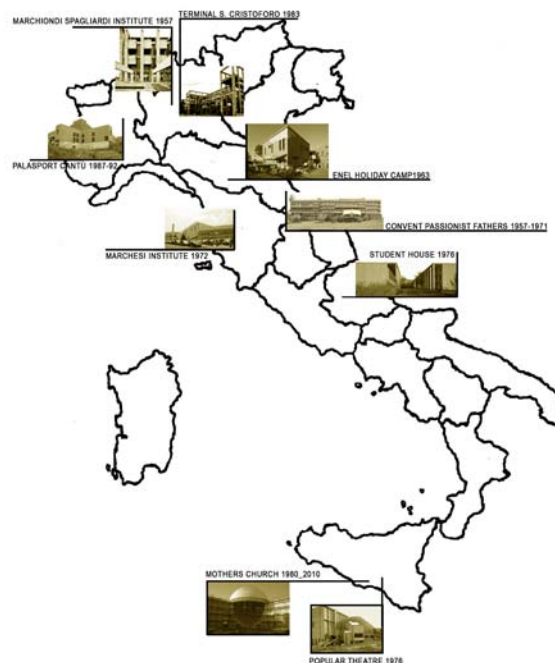 TERMINAL S. CRISTOFORO 1983
MARCHIONDI SPAGLIARDI INSTITUTE 1957
PALASPORT CANTÙ 1987-92
ENEL HOLIDAY CAMP1963
CONVENT PASSIONIST FATHERS 1957-1971
MARCHESI INSTITUTE 1972
STUDENT HOUSE 1976
MOTHERS CHURCH 1980_2010
POPULAR THEATRE 1976